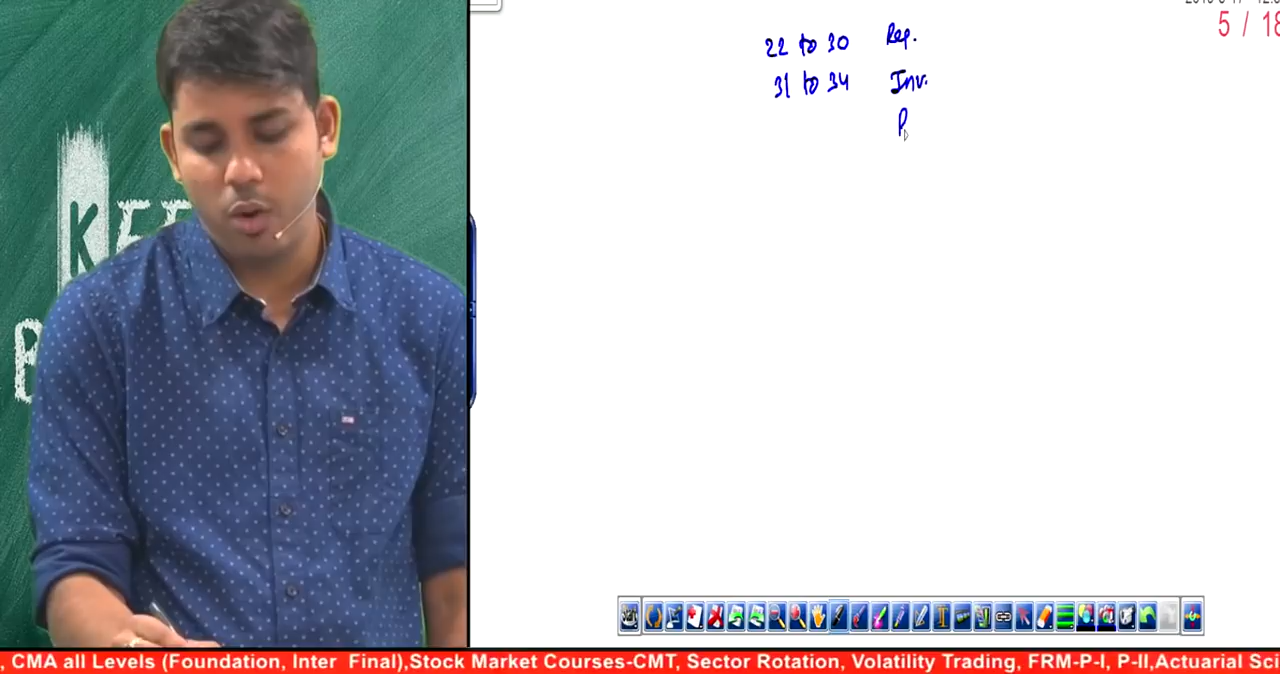 5 / 18
22 to 30 Rep.
31 to 34 Inv.
P
K
, CMA all Levels (Foundation, Inter Final),Stock Market Courses-CMT, Sector Rotation, Volatility Trading, FRM-P-I, P-II,Actuarial Sci